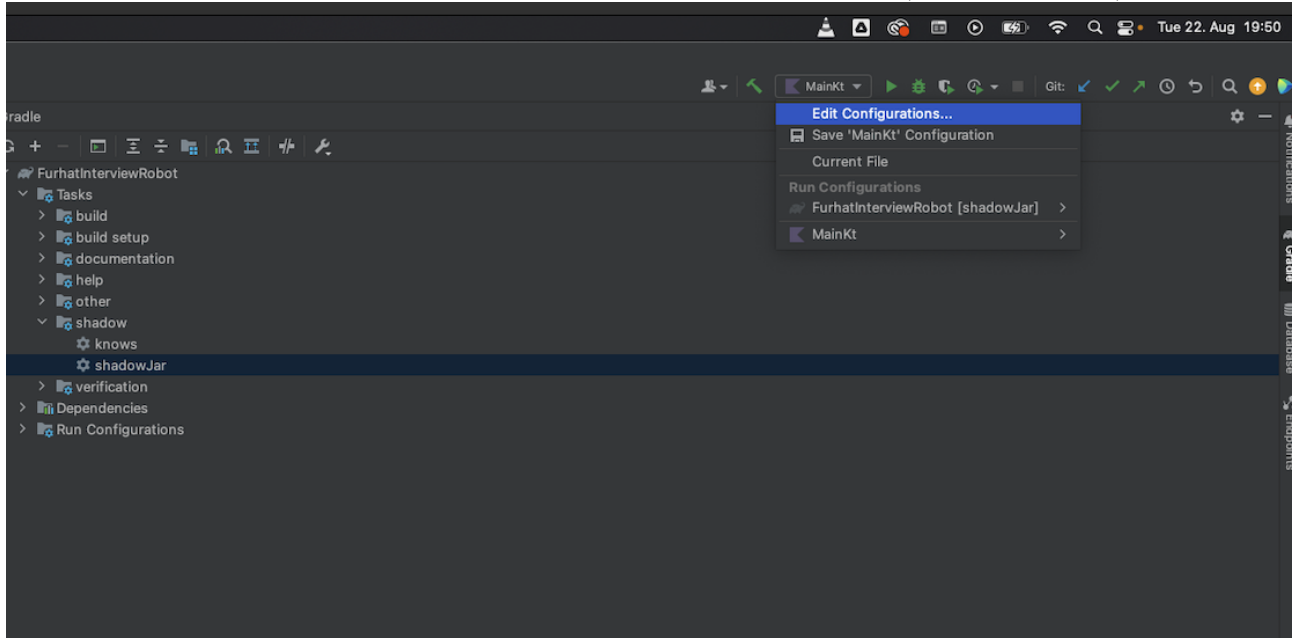 Tue 22. Aug 19:50
MainKt
Git:
Gradle
Edit Configurations...
Save 'MainKt' Configuration
Current File
Run Configurations
FurhatInterviewRobot [shadowJar]
MainKt
FurhatInterviewRobot
Tasks
build
build setup
documentation
help
other
shadow
knows
shadowJar
verification
Dependencies
Run Configurations
Notifications
Gradle
Database
Endpoints